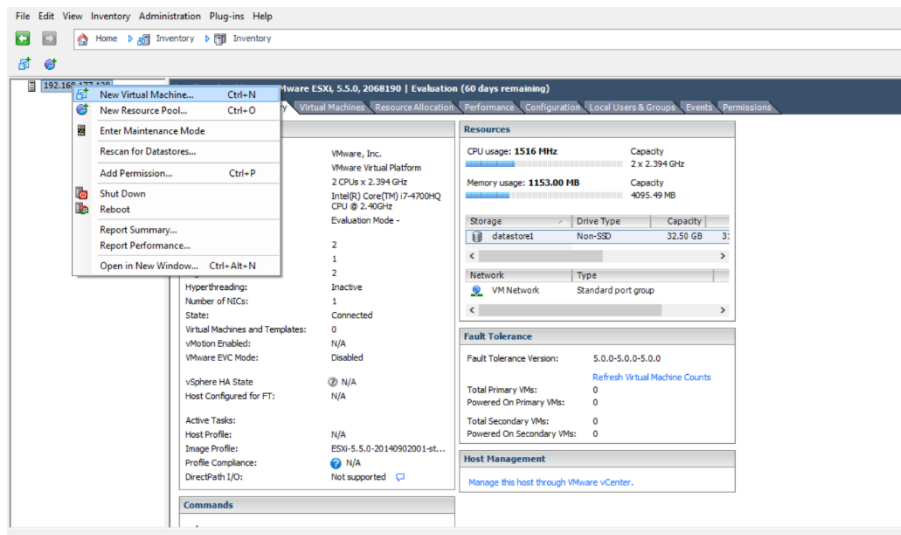 File Edit View Inventory Administration Plug-ins Help
Home Inventory Inventory
VMware ESXi, 5.5.0, 2068190 | Evaluation (60 days remaining)
Virtual Machines Resource Allocation Performance Configuration Local Users & Groups Events Permissions
New Virtual Machine... Ctrl+N
New Resource Pool... Ctrl+O
Enter Maintenance Mode
Rescan for Datastores...
Add Permission... Ctrl+P
Shut Down
Reboot
Report Summary...
Report Performance...
Open in New Window... Ctrl+Alt+N
VMware, Inc.
VMware Virtual Platform
2 CPUs x 2.394 GHz
Intel(R) Core(TM) i7-4700HQ
CPU @ 2.40GHz
Evaluation Mode -
2
1
2
Hyperthreading: Inactive
Number of NICs: 1
State: Connected
Virtual Machines and Templates: 0
vMotion Enabled: N/A
VMware EVC Mode: Disabled
vSphere HA State N/A
Host Configured for FT: N/A
Active Tasks:
Host Profile: N/A
Image Profile: ESXi-5.5.0-20140902001-st...
Profile Compliance: N/A
DirectPath I/O: Not supported
Commands
Resources
CPU usage: 1516 MHz Capacity
2 x 2.394 GHz
Memory usage: 1153.00 MB Capacity
4095.49 MB
Storage Drive Type Capacity
datastore1 Non-SSD 32.50 GB 3
Network Type
VM Network Standard port group
Fault Tolerance
Fault Tolerance Version: 5.0.0-5.0.0-5.0.0
Refresh Virtual Machine Counts
Total Primary VMs: 0
Powered On Primary VMs: 0
Total Secondary VMs: 0
Powered On Secondary VMs: 0
Host Management
Manage this host through VMware vCenter.